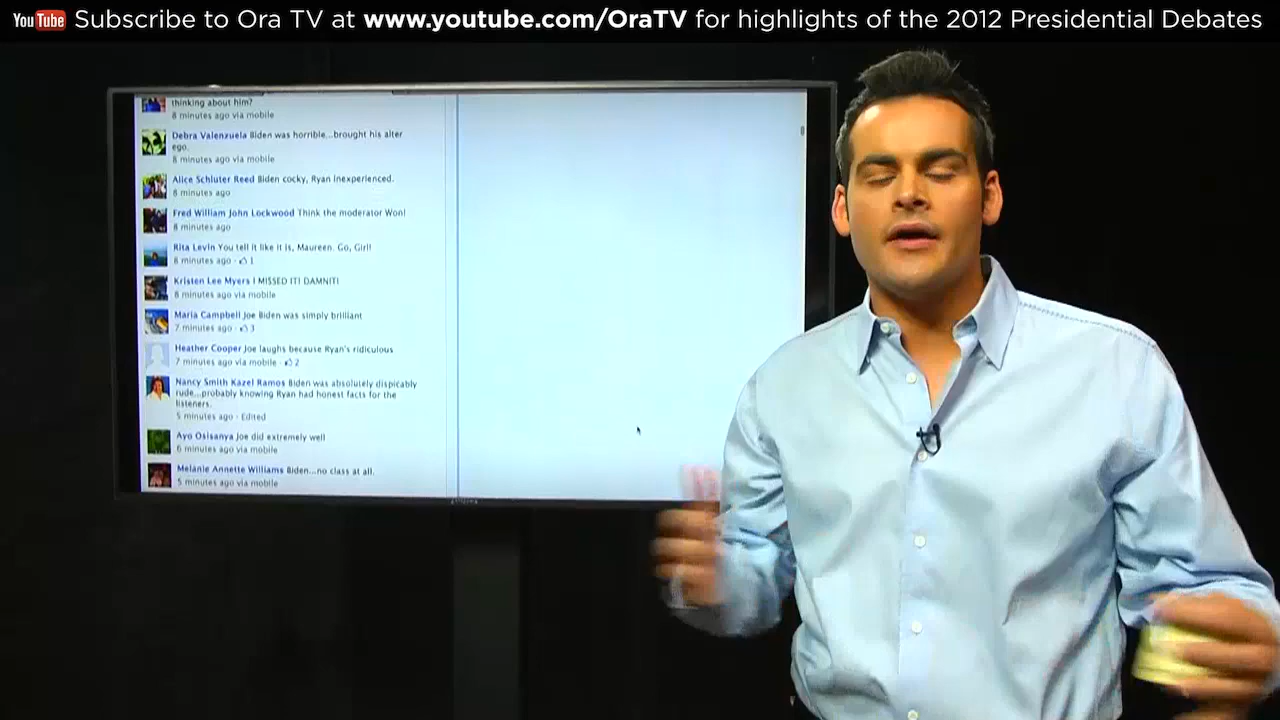 YouTube Subscribe to Ora TV at www.youtube.com/OraTV for highlights of the 2012 Presidential Debates
thinking about him?
8 minutes ago via mobile
Debra Valenzuela Biden was horrible...brought his alter
ego.
8 minutes ago via mobile
Alice Schluter Reed Biden cocky, Ryan inexperienced.
8 minutes ago
Fred William John Lockwood Think the moderator Won!
8 minutes ago
Rita Levin You tell it like it is, Maureen. Go, Girl!
8 minutes ago · 1
Kristen Lee Myers I MISSED IT! DAMNIT!
8 minutes ago via mobile
Maria Campbell Joe Biden was simply brilliant
7 minutes ago · 3
Heather Cooper Joe laughs because Ryan's ridiculous
7 minutes ago via mobile · 2
Nancy Smith Kazel Ramos Biden was absolutely dispicably
rude...probably knowing Ryan had honest facts for the
listeners.
5 minutes ago · Edited
Ayo Osisanya Joe did extremely well
6 minutes ago via mobile
Melanie Annette Williams Biden...no class at all.
5 minutes ago via mobile